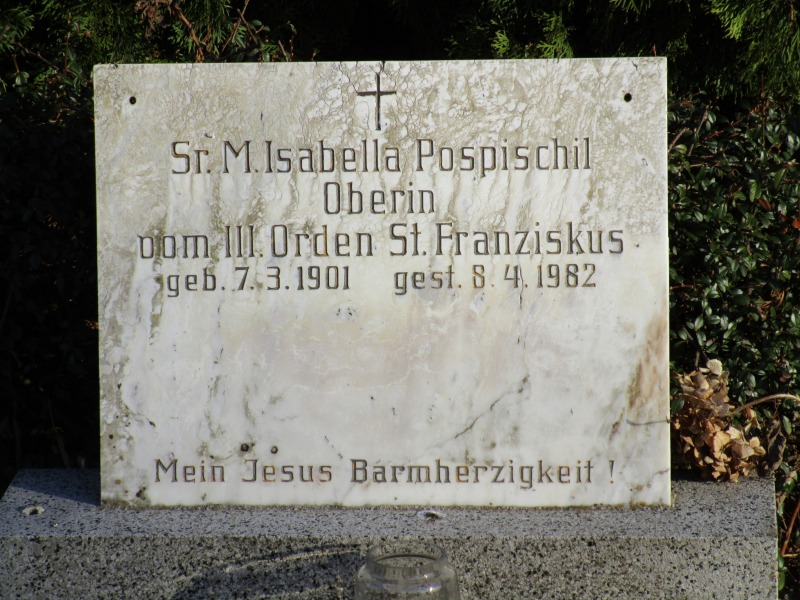 Sr. M. Isabella Pospischil
Oberin
vom III. Orden St. Franziskus
geb. 7. 3. 1901 gest. 8. 4. 1982
Mein Jesus Barmherzigkeit !